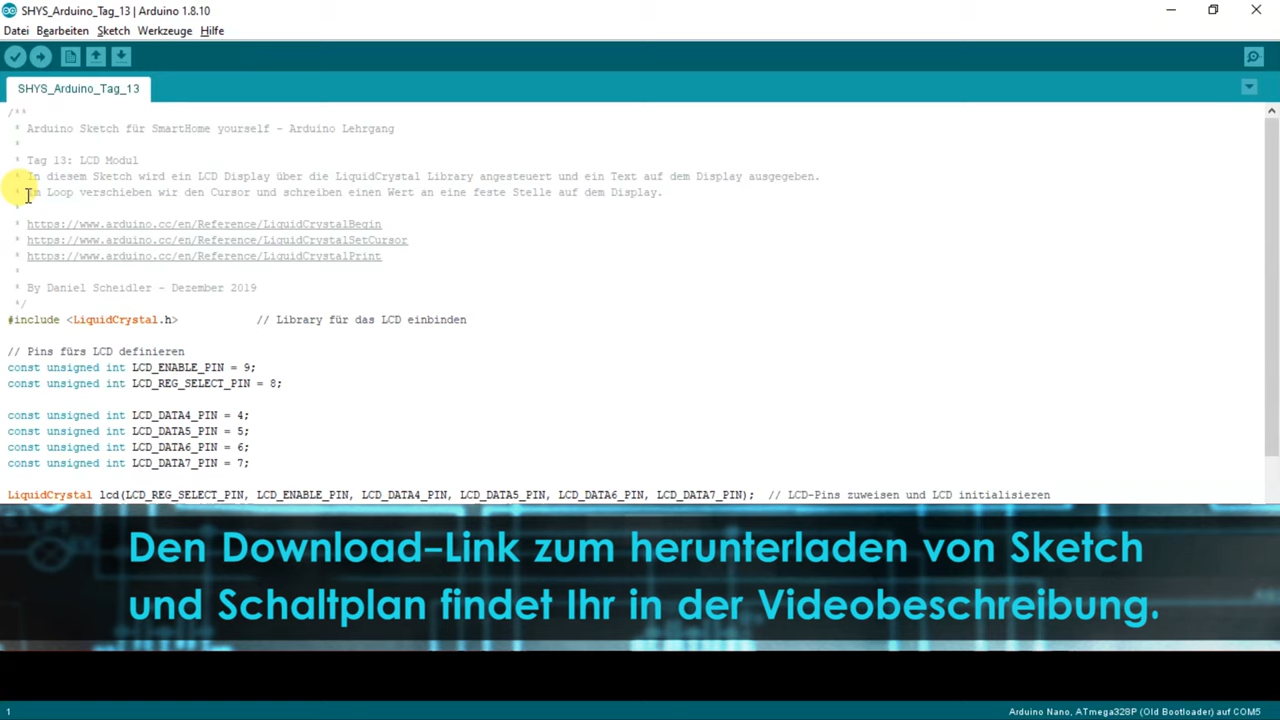 SHYS_Arduino_Tag_13 | Arduino 1.8.10
Datei Bearbeiten Sketch Werkzeuge Hilfe
SHYS_Arduino_Tag_13
/**
* Arduino Sketch für SmartHome yourself - Arduino Lehrgang
*
* Tag 13: LCD Modul
* In diesem Sketch wird ein LCD Display über die LiquidCrystal Library angesteuert und ein Text auf dem Display ausgegeben.
* Im Loop verschieben wir den Cursor und schreiben einen Wert an eine feste Stelle auf dem Display.
*
* https://www.arduino.cc/en/Reference/LiquidCrystalBegin
* https://www.arduino.cc/en/Reference/LiquidCrystalSetCursor
* https://www.arduino.cc/en/Reference/LiquidCrystalPrint
*
* By Daniel Scheidler - Dezember 2019
*/
#include <LiquidCrystal.h> // Library für das LCD einbinden
// Pins fürs LCD definieren
const unsigned int LCD_ENABLE_PIN = 9;
const unsigned int LCD_REG_SELECT_PIN = 8;
const unsigned int LCD_DATA4_PIN = 4;
const unsigned int LCD_DATA5_PIN = 5;
const unsigned int LCD_DATA6_PIN = 6;
const unsigned int LCD_DATA7_PIN = 7;
LiquidCrystal lcd(LCD_REG_SELECT_PIN, LCD_ENABLE_PIN, LCD_DATA4_PIN, LCD_DATA5_PIN, LCD_DATA6_PIN, LCD_DATA7_PIN); // LCD-Pins zuweisen und LCD initialisieren
Den Download-Link zum herunterladen von Sketch
und Schaltplan findet Ihr in der Videobeschreibung.
1 Arduino Nano, ATmega328P (Old Bootloader) auf COM5